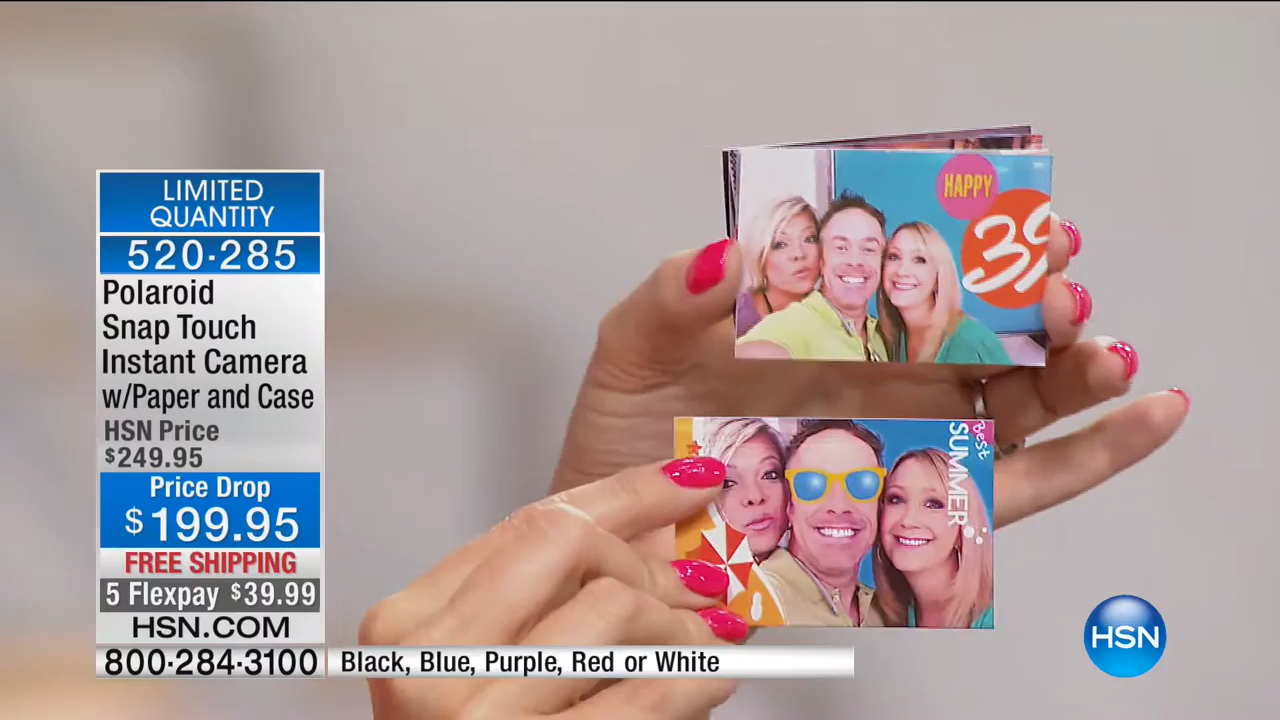 LIMITED
QUANTITY
520-285
Polaroid
Snap Touch
Instant Camera
w/Paper and Case
HSN Price
$249.95
Price Drop
$199.95
FREE SHIPPING
5 Flexpay $39.99
HSN.COM
800-284-3100
Black, Blue, Purple, Red or White
HAPPY
39
Best
SUMMER
HSN